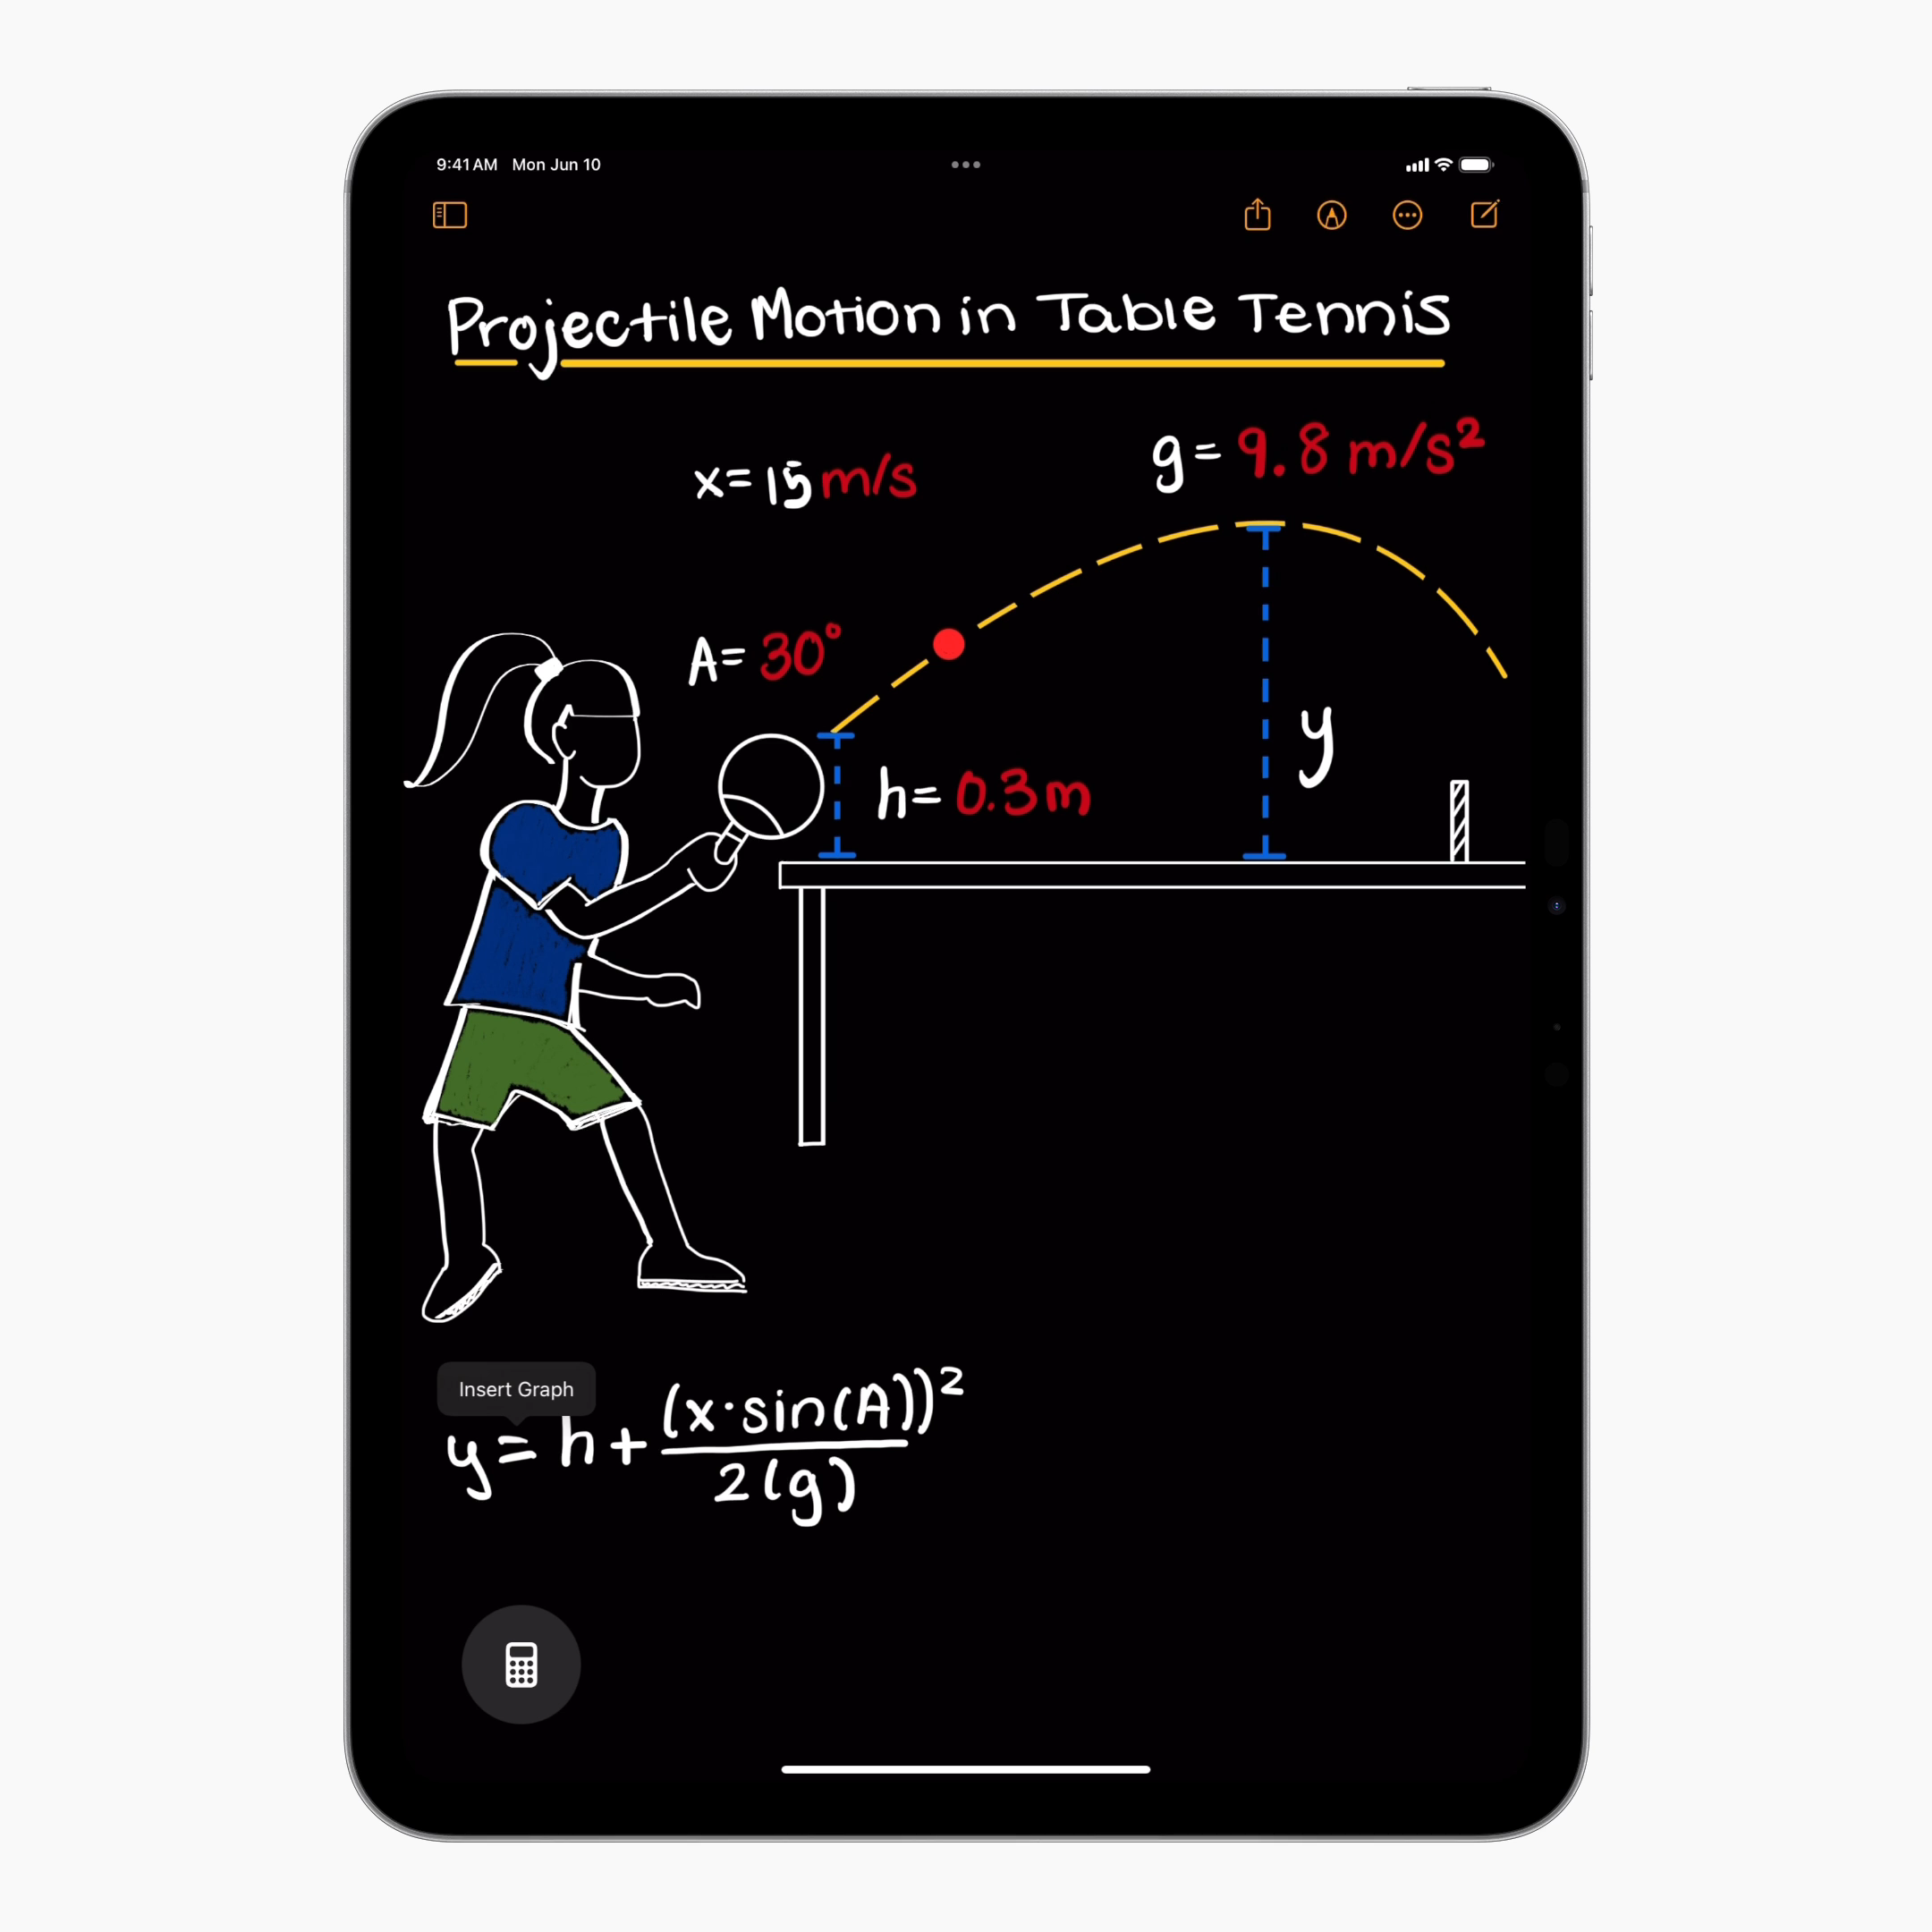 9:41 AM Mon Jun 10
Projectile Motion in Table Tennis
x=15 m/s
g= 9.8 m/s²
A= 30°
h= 0.3m
y
Insert Graph
y = h + (x·sin(A))² / 2(g)